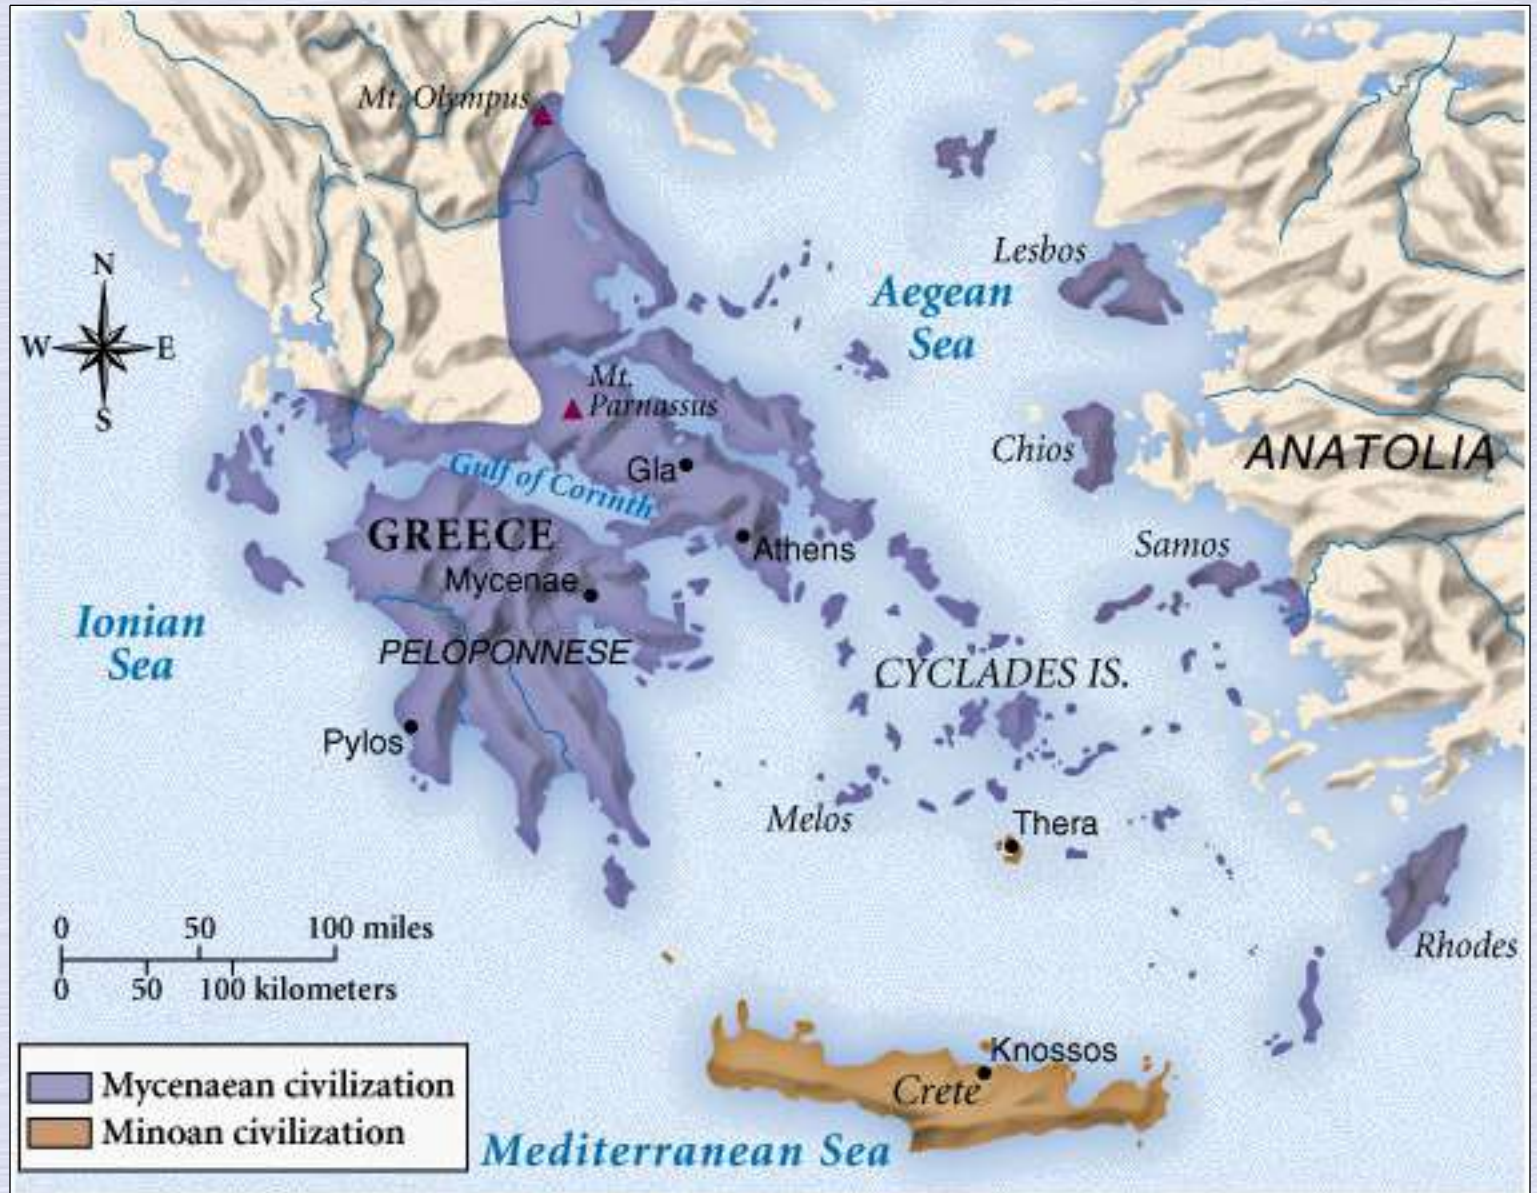 Mt. Olympus
N
W E
S
Lesbos
Aegean
Sea
Mt.
Parnassus
Chios
ANATOLIA
Gla
Gulf of Corinth
GREECE
Athens
Samos
Mycenae
Ionian
Sea
PELOPONNESE
CYCLADES IS.
Pylos
Melos
Thera
Rhodes
0 50 100 miles
0 50 100 kilometers
Knossos
Crete
Mycenaean civilization
Minoan civilization
Mediterranean Sea